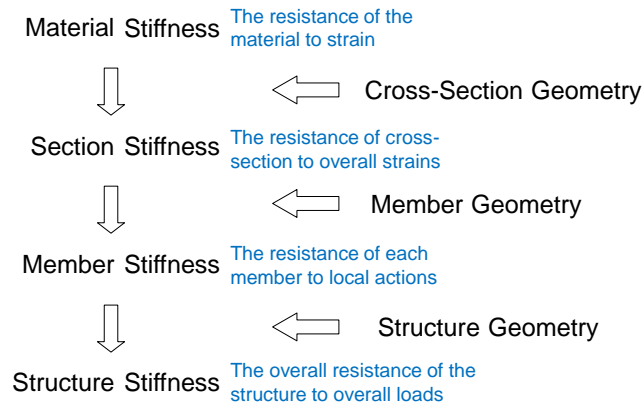 Material Stiffness
The resistance of the
material to strain
Cross-Section Geometry
Section Stiffness
The resistance of cross-
section to overall strains
Member Geometry
Member Stiffness
The resistance of each
member to local actions
Structure Geometry
Structure Stiffness
The overall resistance of the
structure to overall loads